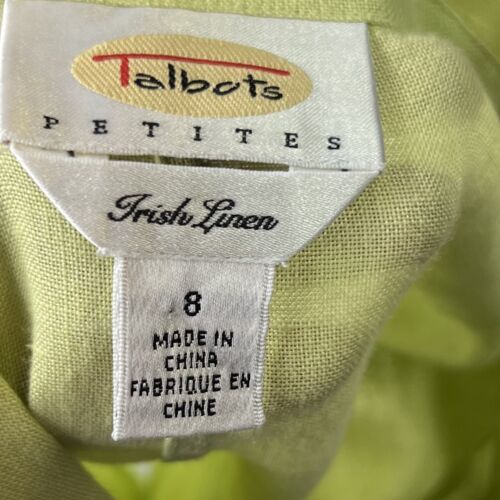 Talbots
PETITES
Irish Linen
8
MADE IN
CHINA
FABRIQUE EN
CHINE